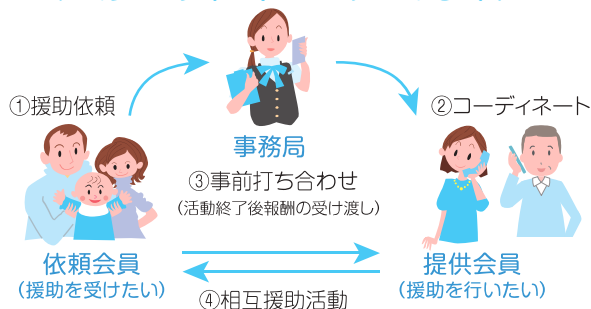 ①援助依頼
②コーディネート
事務局
③事前打ち合わせ
（活動終了後報酬の受け渡し）
依頼会員
（援助を受けたい）
提供会員
（援助を行いたい）
④相互援助活動